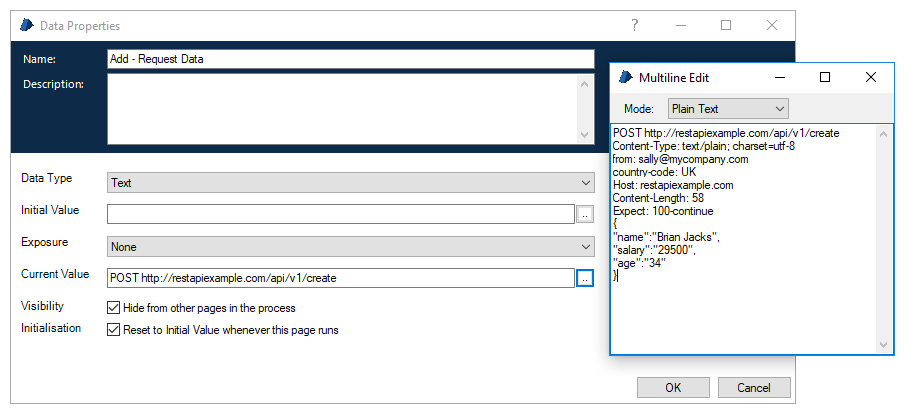 Data Properties
?
Name:
Add - Request Data
Description:
Data Type
Text
Initial Value
..
Exposure
None
Current Value
POST http://restapiexample.com/api/v1/create
..
Visibility
Hide from other pages in the process
Initialisation
Reset to Initial Value whenever this page runs
OK
Cancel
Multiline Edit
Mode:
Plain Text
POST http://restapiexample.com/api/v1/create
Content-Type: text/plain; charset=utf-8
from: sally@mycompany.com
country-code: UK
Host: restapiexample.com
Content-Length: 58
Expect: 100-continue
{
"name":"Brian Jacks",
"salary":"29500",
"age":"34"
}